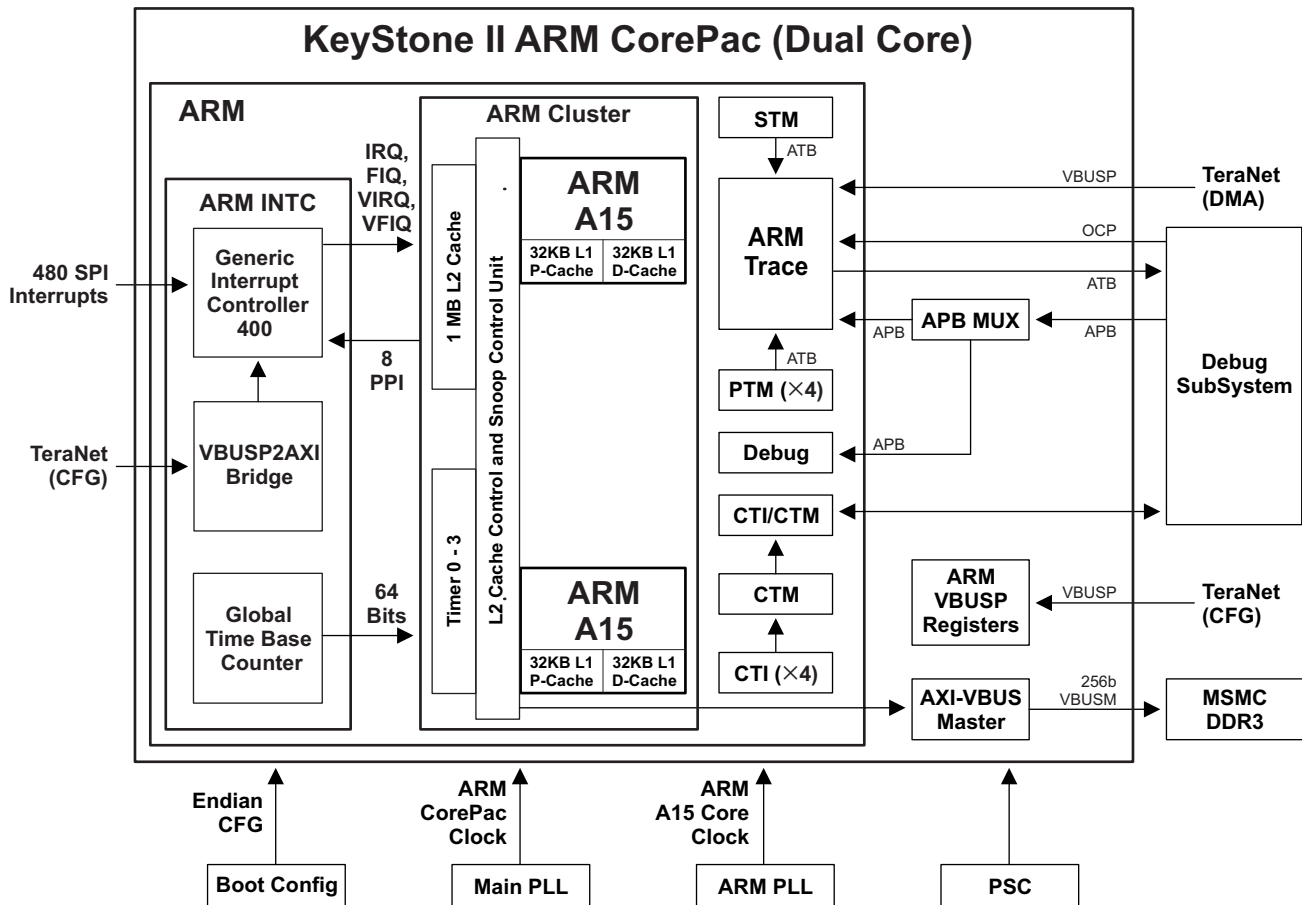 KeyStone II ARM CorePac (Dual Core)
ARM
ARM INTC
Generic
Interrupt
Controller
400
VBUSP2AXI
Bridge
Global
Time Base
Counter
480 SPI
Interrupts
TeraNet
(CFG)
IRQ,
FIQ,
VIRQ,
VFIQ
8
PPI
64
Bits
ARM Cluster
1 MB L2 Cache
Timer 0 - 3
L2 Cache Control and Snoop Control Unit
ARM
A15
32KB L1
P-Cache
32KB L1
D-Cache
ARM
A15
32KB L1
P-Cache
32KB L1
D-Cache
STM
ATB
ARM
Trace
ATB
PTM (×4)
Debug
CTI/CTM
CTM
CTI (×4)
VBUSP
OCP
ATB
APB
APB MUX
APB
APB
TeraNet
(DMA)
Debug
SubSystem
ARM
VBUSP
Registers
VBUSP
TeraNet
(CFG)
AXI-VBUS
Master
256b
VBUSM
MSMC
DDR3
Endian
CFG
Boot Config
ARM
CorePac
Clock
Main PLL
ARM
A15 Core
Clock
ARM PLL
PSC